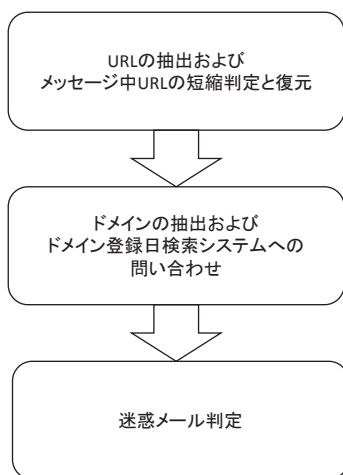 URLの抽出および
メッセージ中URLの短縮判定と復元
ドメインの抽出および
ドメイン登録日検索システムへの
問い合わせ
迷惑メール判定